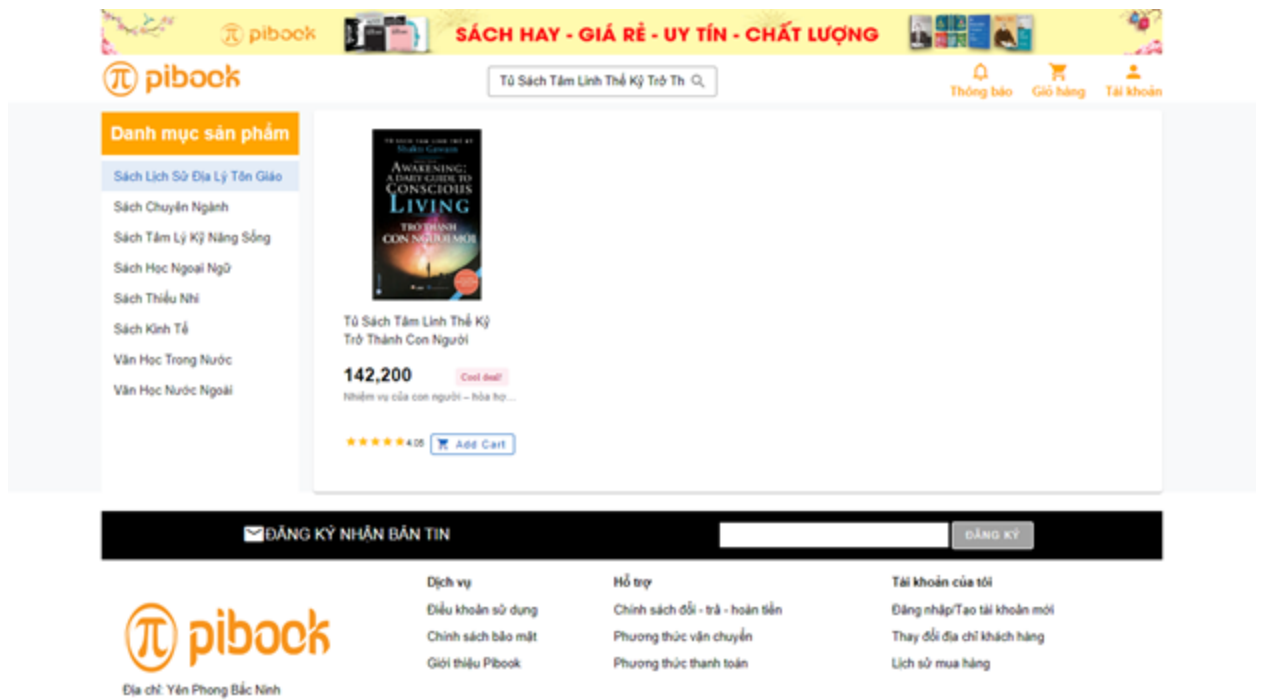 pibook
SÁCH HAY - GIÁ RẺ - UY TÍN - CHẤT LƯỢNG
π pibook
Tủ Sách Tâm Linh Thế Kỷ Trở Th
Thông báo
Giỏ hàng
Tài khoản
Danh mục sản phẩm
Sách Lịch Sử Địa Lý Tôn Giáo
Sách Chuyên Ngành
Sách Tâm Lý Kỹ Năng Sống
Sách Học Ngoại Ngữ
Sách Thiếu Nhi
Sách Kinh Tế
Văn Học Trong Nước
Văn Học Nước Ngoài
TỦ SÁCH TÂM LINH THẾ KỶ
Shakti Gawain
AWAKENING:
A DAILY GUIDE TO
CONSCIOUS
LIVING
TRỞ THÀNH
CON NGƯỜI MỚI
Tủ Sách Tâm Linh Thế Kỷ
Trở Thành Con Người
142,200
Cool deal!
Nhiệm vụ của con người – hòa hợ...
4.05
Add Cart
ĐĂNG KÝ NHẬN BẢN TIN
ĐĂNG KÝ
π pibook
Địa chỉ: Yên Phong Bắc Ninh
Dịch vụ
Điều khoản sử dụng
Chính sách bảo mật
Giới thiệu Pibook
Hỗ trợ
Chính sách đổi - trả - hoàn tiền
Phương thức vận chuyển
Phương thức thanh toán
Tài khoản của tôi
Đăng nhập/Tạo tài khoản mới
Thay đổi địa chỉ khách hàng
Lịch sử mua hàng